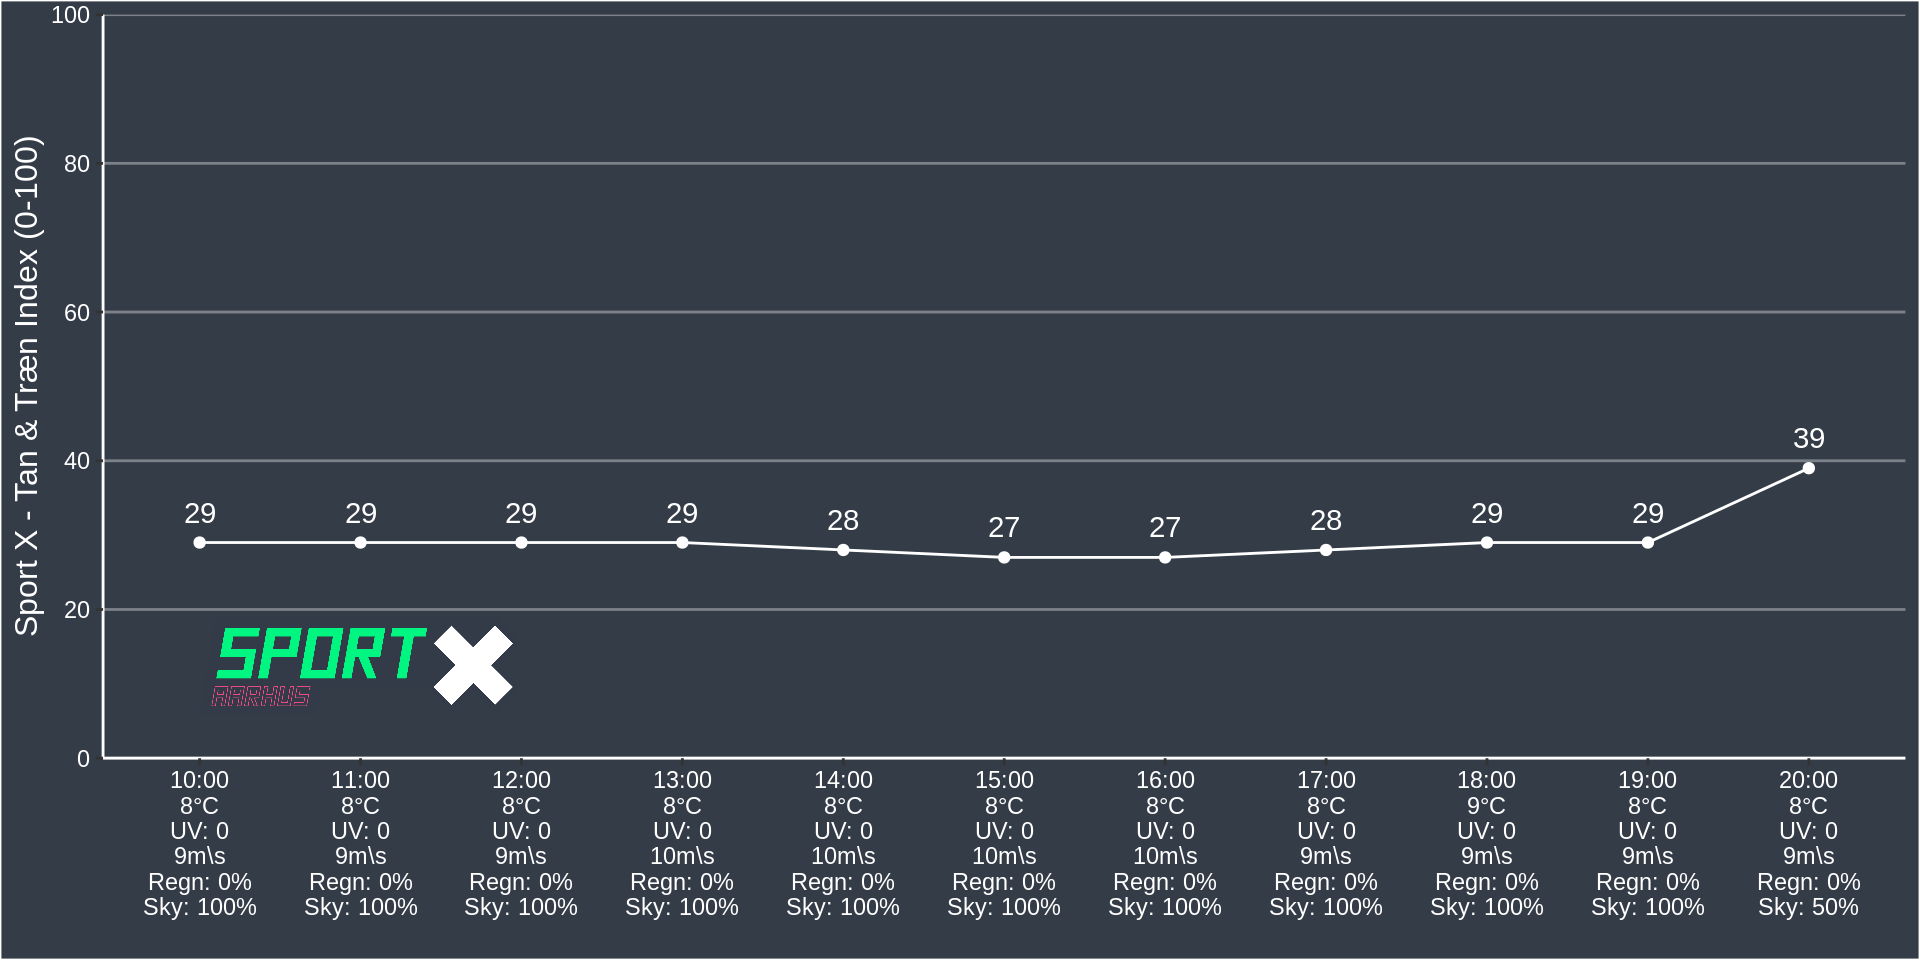 Sport X - Tan & Træn Index (0-100)
100
80
60
40
20
0
29
29
29
29
28
27
27
28
29
29
39
SPORT X
AARHUS
10:00
8°C
UV: 0
9m\s
Regn: 0%
Sky: 100%
11:00
8°C
UV: 0
9m\s
Regn: 0%
Sky: 100%
12:00
8°C
UV: 0
9m\s
Regn: 0%
Sky: 100%
13:00
8°C
UV: 0
10m\s
Regn: 0%
Sky: 100%
14:00
8°C
UV: 0
10m\s
Regn: 0%
Sky: 100%
15:00
8°C
UV: 0
10m\s
Regn: 0%
Sky: 100%
16:00
8°C
UV: 0
10m\s
Regn: 0%
Sky: 100%
17:00
8°C
UV: 0
9m\s
Regn: 0%
Sky: 100%
18:00
9°C
UV: 0
9m\s
Regn: 0%
Sky: 100%
19:00
8°C
UV: 0
9m\s
Regn: 0%
Sky: 100%
20:00
8°C
UV: 0
9m\s
Regn: 0%
Sky: 50%